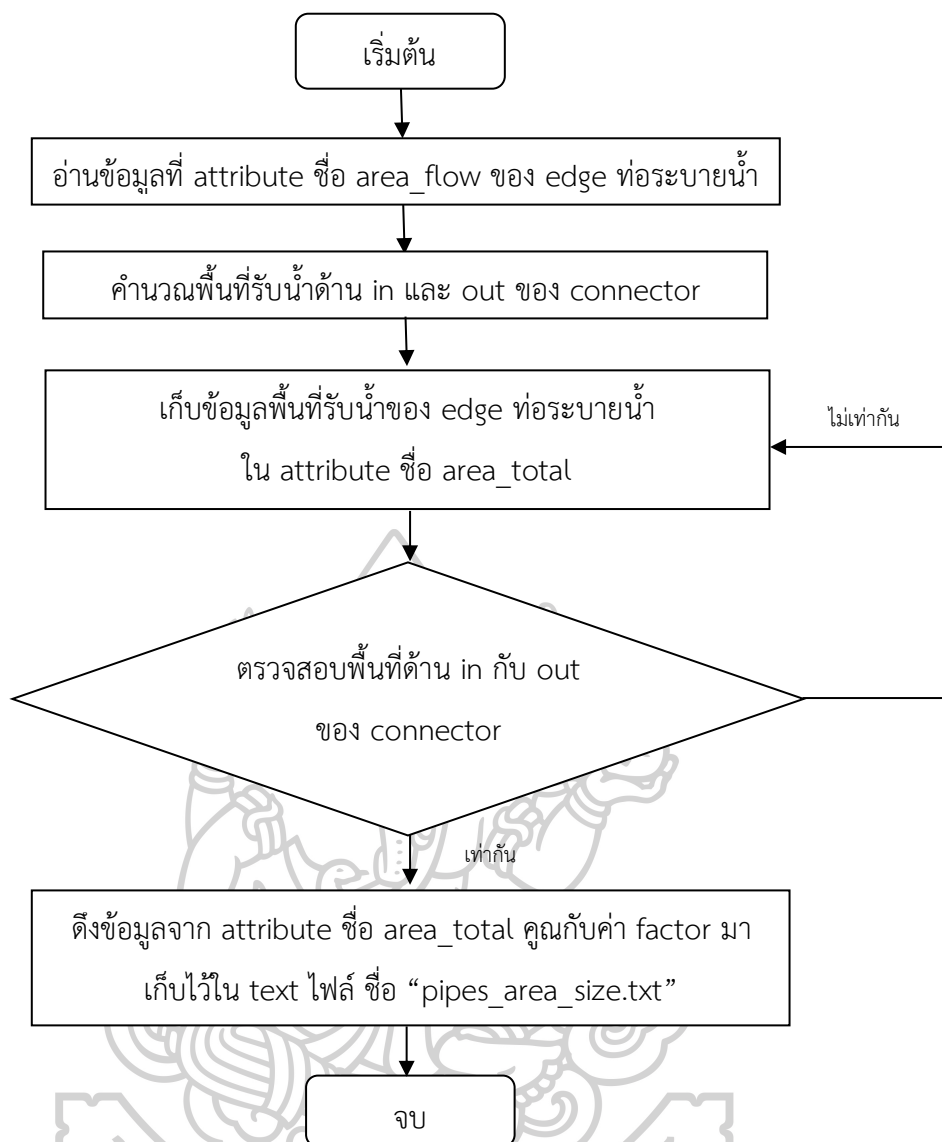 เริ่มต้น
อ่านข้อมูลที่ attribute ชื่อ area_flow ของ edge ท่อระบายน้ำ
คำนวณพื้นที่รับน้ำด้าน in และ out ของ connector
เก็บข้อมูลพื้นที่รับน้ำของ edge ท่อระบายน้ำ
ใน attribute ชื่อ area_total
ไม่เท่ากัน
ตรวจสอบพื้นที่ด้าน in กับ out
ของ connector
เท่ากัน
ดึงข้อมูลจาก attribute ชื่อ area_total คูณกับค่า factor มา
เก็บไว้ใน text ไฟล์ ชื่อ “pipes_area_size.txt”
จบ